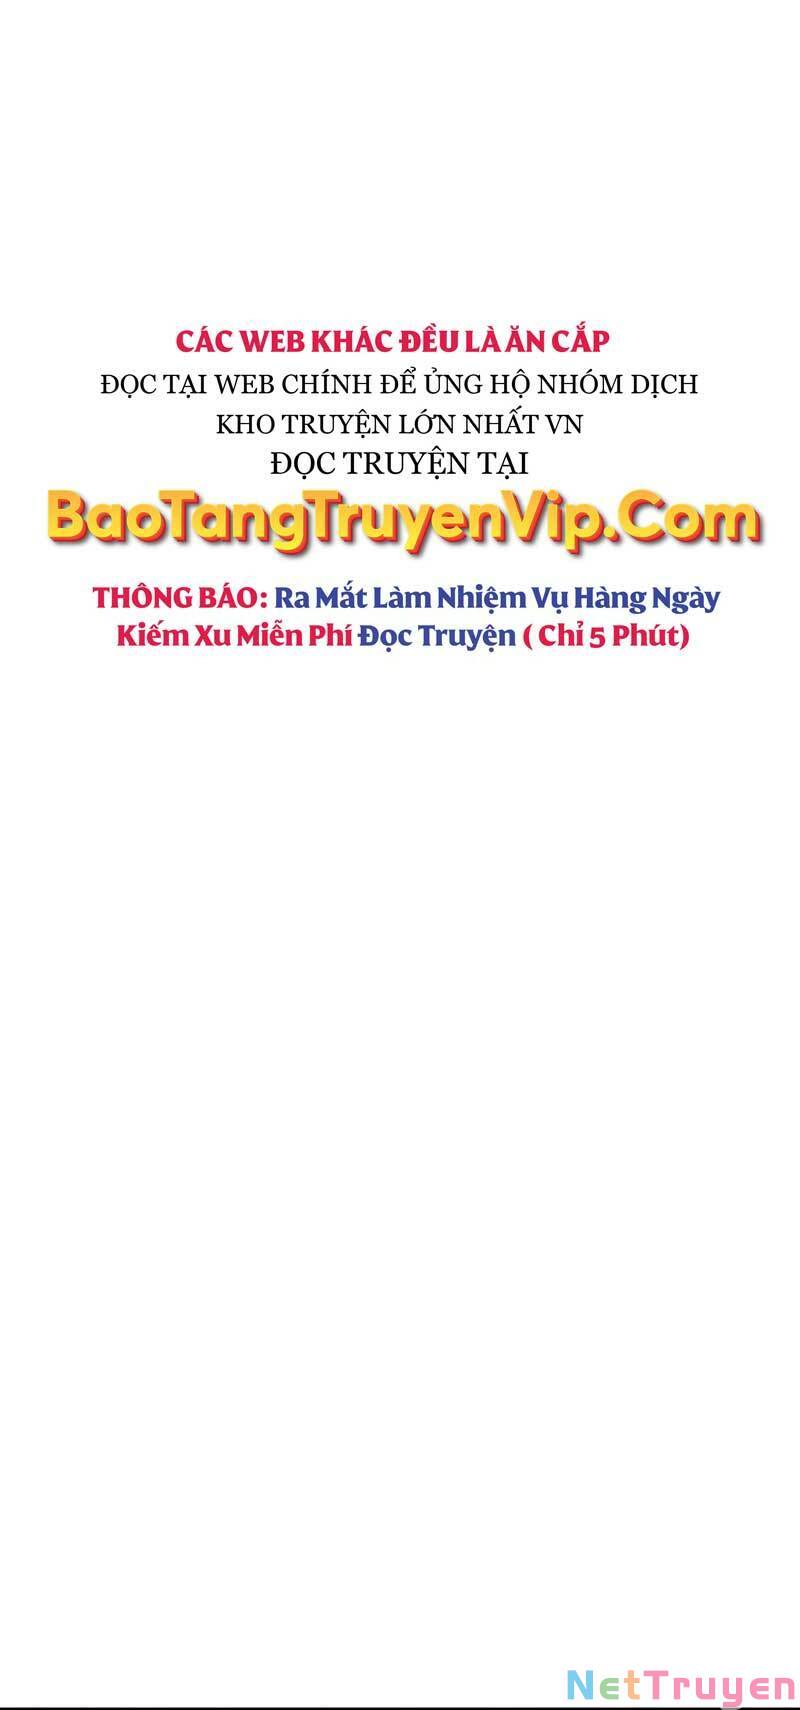 CÁC WEB KHÁC ĐỀU LÀ ĂN CẮP
ĐỌC TẠI WEB CHÍNH ĐỂ ỦNG HỘ NHÓM DỊCH
KHO TRUYỆN LỚN NHẤT VN
ĐỌC TRUYỆN TẠI
BaoTangTruyenVip.Com
THÔNG BÁO: Ra Mắt Làm Nhiệm Vụ Hàng Ngày
Kiếm Xu Miễn Phí Đọc Truyện ( Chỉ 5 Phút)
NetTruyen